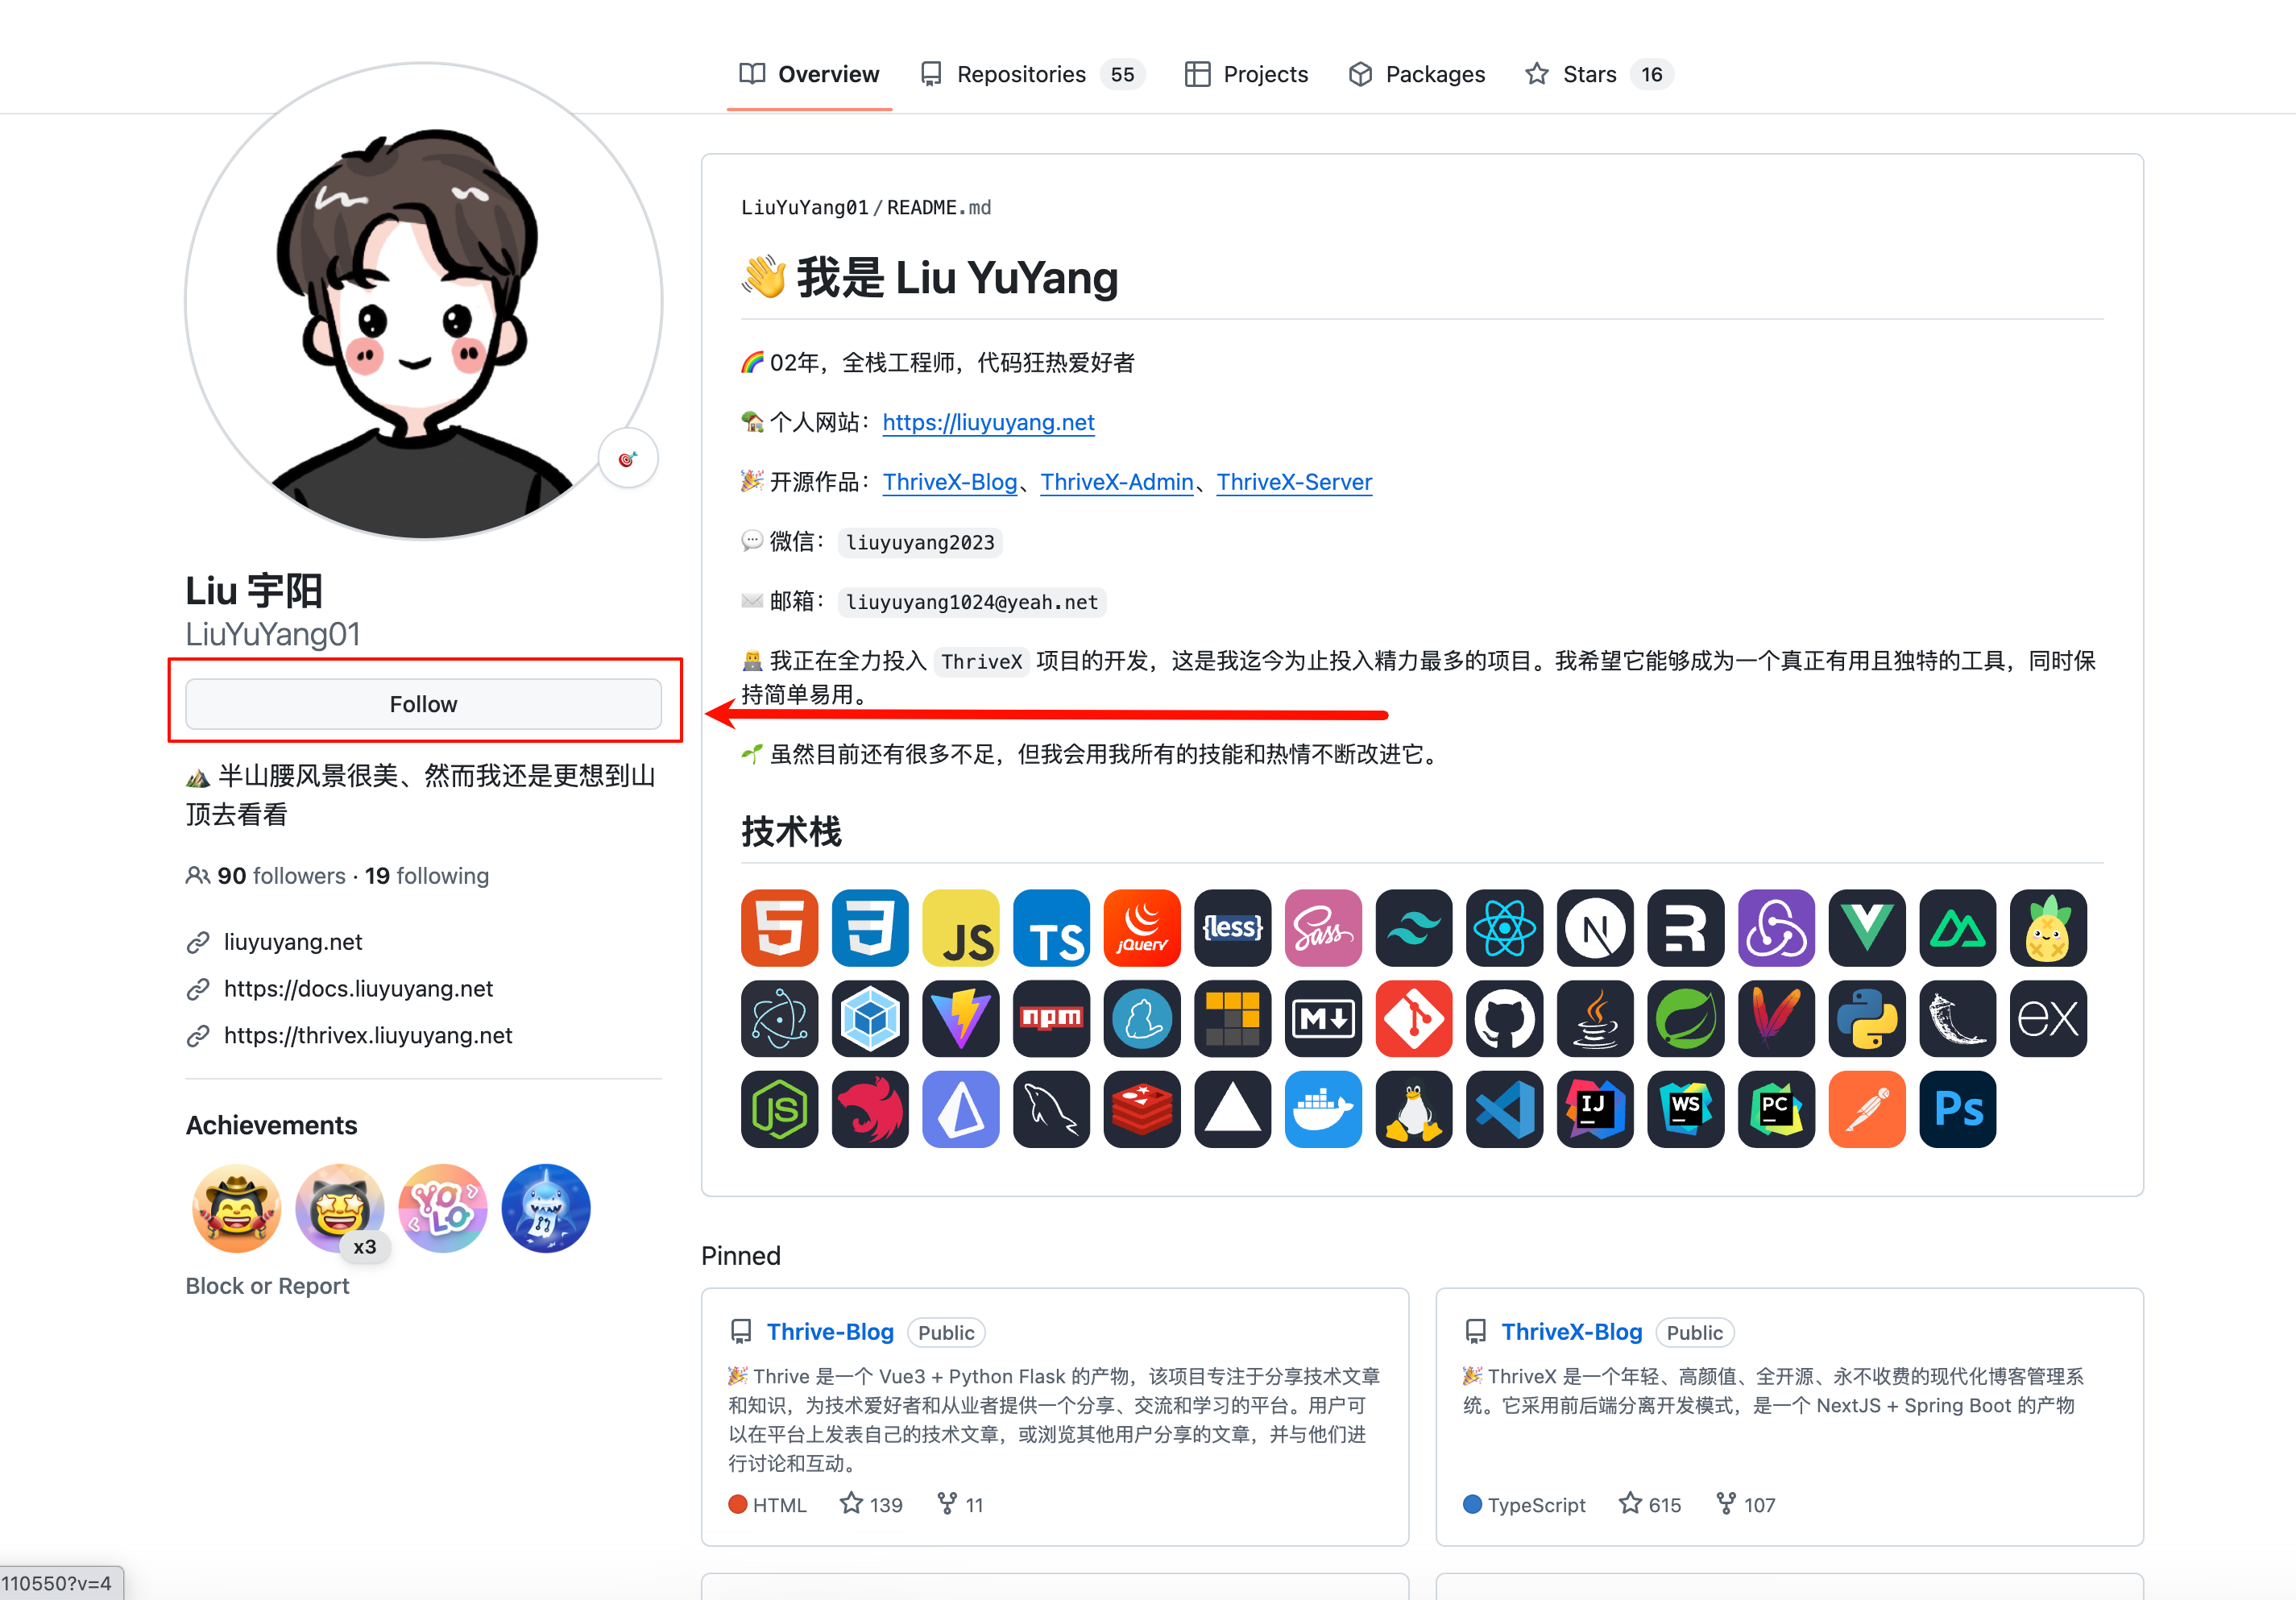 Overview
Repositories 55
Projects
Packages
Stars 16
LiuYuYang01/README.md
👋 我是 Liu YuYang
🌈 02年，全栈工程师，代码狂热爱好者
🏡 个人网站：https://liuyuyang.net
🎉 开源作品：ThriveX-Blog、ThriveX-Admin、ThriveX-Server
💬 微信： liuyuyang2023
✉️ 邮箱： liuyuyang1024@yeah.net
👨‍💻 我正在全力投入 ThriveX 项目的开发，这是我迄今为止投入精力最多的项目。我希望它能够成为一个真正有用且独特的工具，同时保
持简单易用。
🌱 虽然目前还有很多不足，但我会用我所有的技能和热情不断改进它。
技术栈
JS
TS
jQuery
{less}
Sass
N
R
npm
M
ex
JS
IJ
WS
PC
Ps
Liu 宇阳
LiuYuYang01
Follow
⛰️ 半山腰风景很美、然而我还是更想到山
顶去看看
90 followers · 19 following
liuyuyang.net
https://docs.liuyuyang.net
https://thrivex.liuyuyang.net
Achievements
x3
YOLO
Block or Report
Pinned
Thrive-Blog Public
🎉 Thrive 是一个 Vue3 + Python Flask 的产物，该项目专注于分享技术文章
和知识，为技术爱好者和从业者提供一个分享、交流和学习的平台。用户可
以在平台上发表自己的技术文章，或浏览其他用户分享的文章，并与他们进
行讨论和互动。
HTML 139 11
ThriveX-Blog Public
🎉 ThriveX 是一个年轻、高颜值、全开源、永不收费的现代化博客管理系
统。它采用前后端分离开发模式，是一个 NextJS + Spring Boot 的产物
TypeScript 615 107
110550?v=4